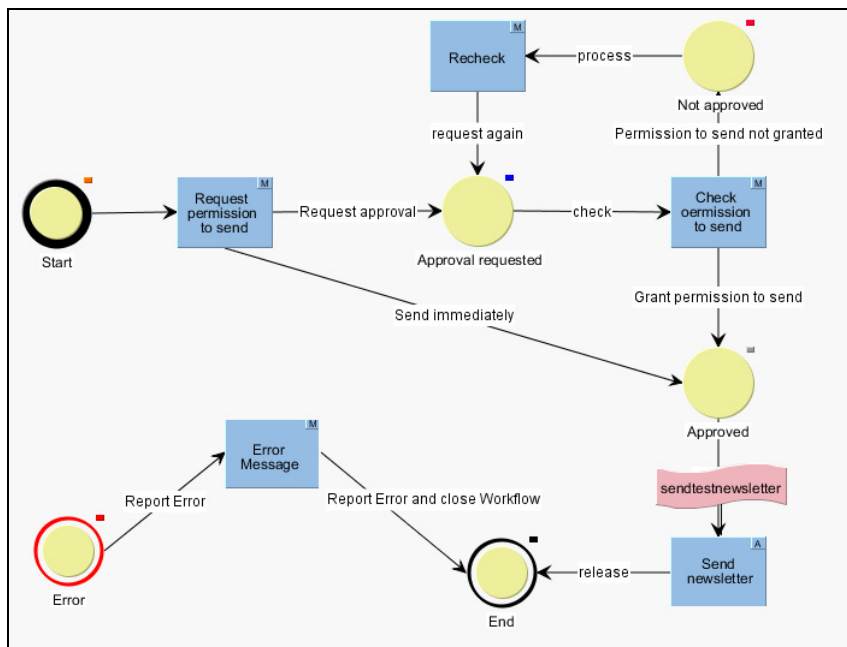 M
Recheck
process
Not approved
request again
Permission to send not granted
M
Request
permission
to send
Request approval
Approval requested
check
M
Check
oermission
to send
Start
Send immediately
Grant permission to send
Approved
M
Error
Message
sendtestnewsletter
Report Error
Report Error and close Workflow
A
Send
newsletter
release
Error
End